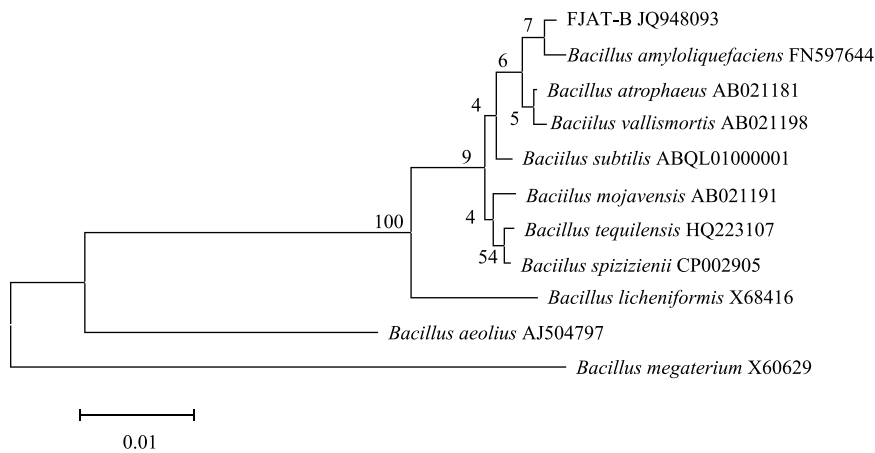 7
FJAT-B JQ948093
Bacillus amyloliquefaciens FN597644
6
Bacillus atrophaeus AB021181
4
5
Baciilus vallismortis AB021198
9
Baciilus subtilis ABQL01000001
Baciilus mojavensis AB021191
4
100
Bacillus tequilensis HQ223107
54
Baciilus spizizienii CP002905
Bacillus licheniformis X68416
Bacillus aeolius AJ504797
Bacillus megaterium X60629
0.01